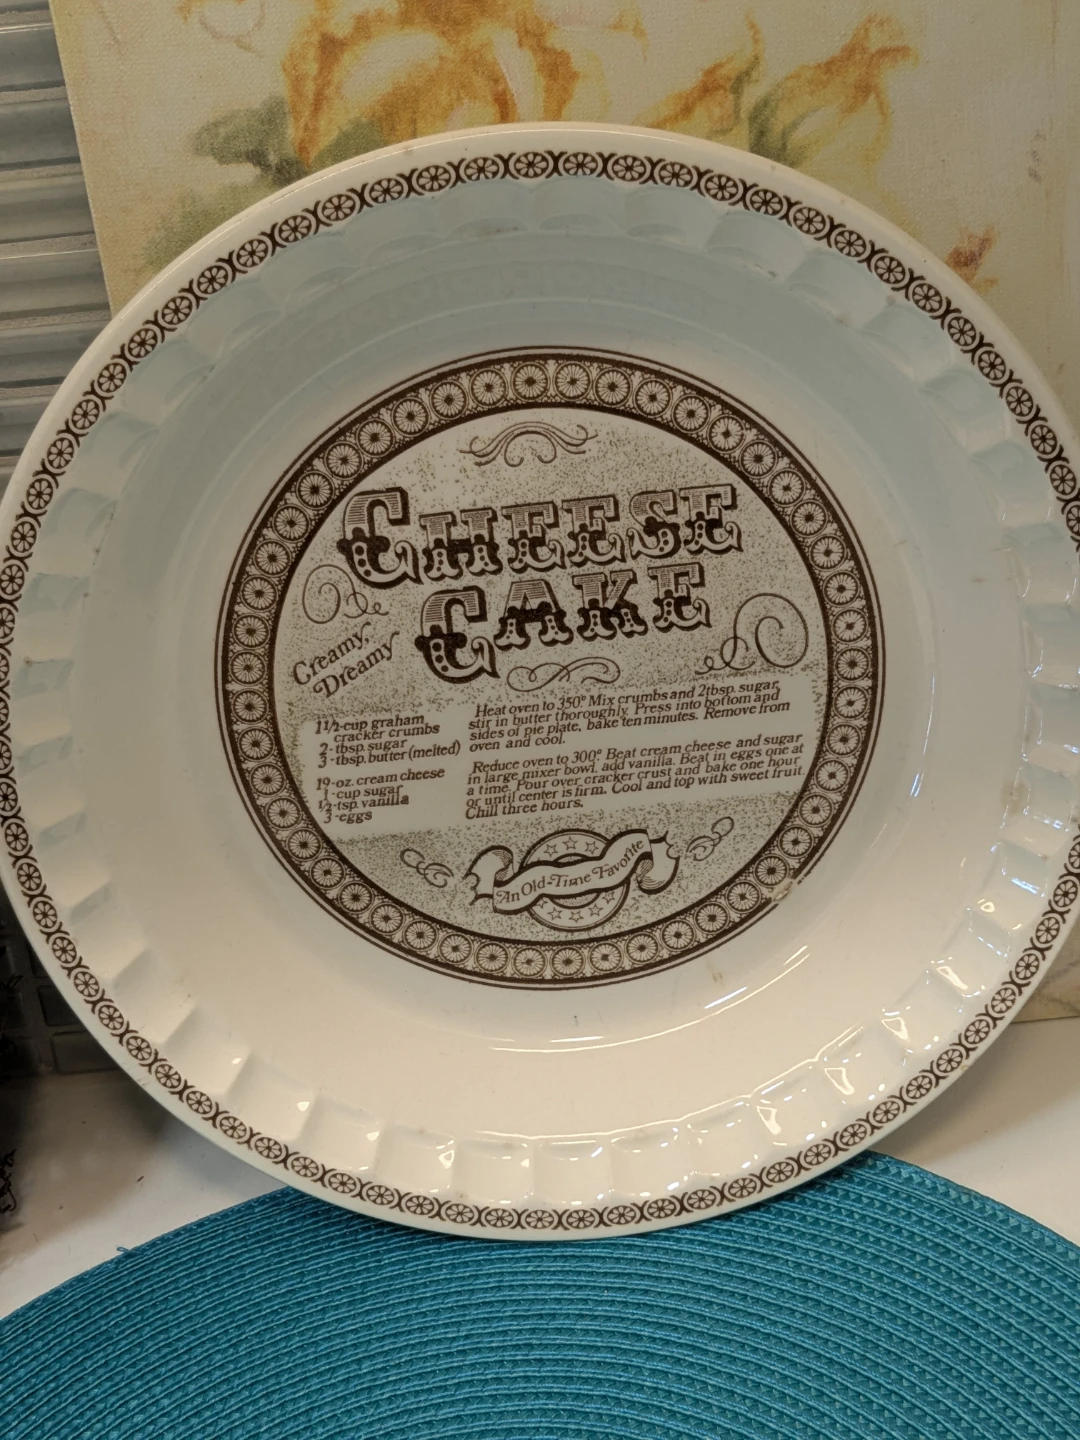 CHEESE
CAKE
Creamy,
Dreamy
1 1/2-cup graham
cracker crumbs
2-tbsp. sugar
3-tbsp. butter (melted)
19-oz. cream cheese
1-cup sugar
1/2-tsp. vanilla
3-eggs
Heat oven to 350° Mix crumbs and 2tbsp. sugar,
stir in butter thoroughly. Press into bottom and
sides of pie plate, bake ten minutes. Remove from
oven and cool.
Reduce oven to 300° Beat cream cheese and sugar
in large mixer bowl, add vanilla. Beat in eggs one at
a time. Pour over cracker crust and bake one hour
or until center is firm. Cool and top with sweet fruit.
Chill three hours.
An Old-Time Favorite